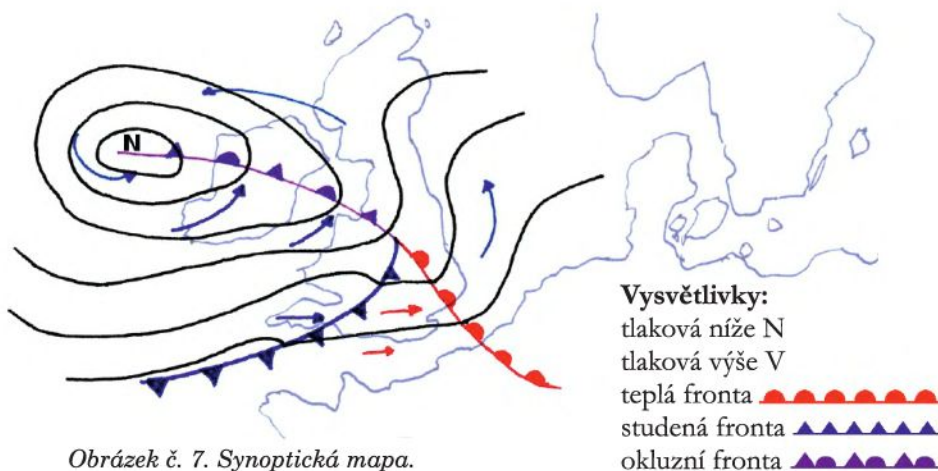 N
Vysvětlivky:
tlaková níže N
tlaková výše V
teplá fronta
studená fronta
okluzní fronta
Obrázek č. 7. Synoptická mapa.